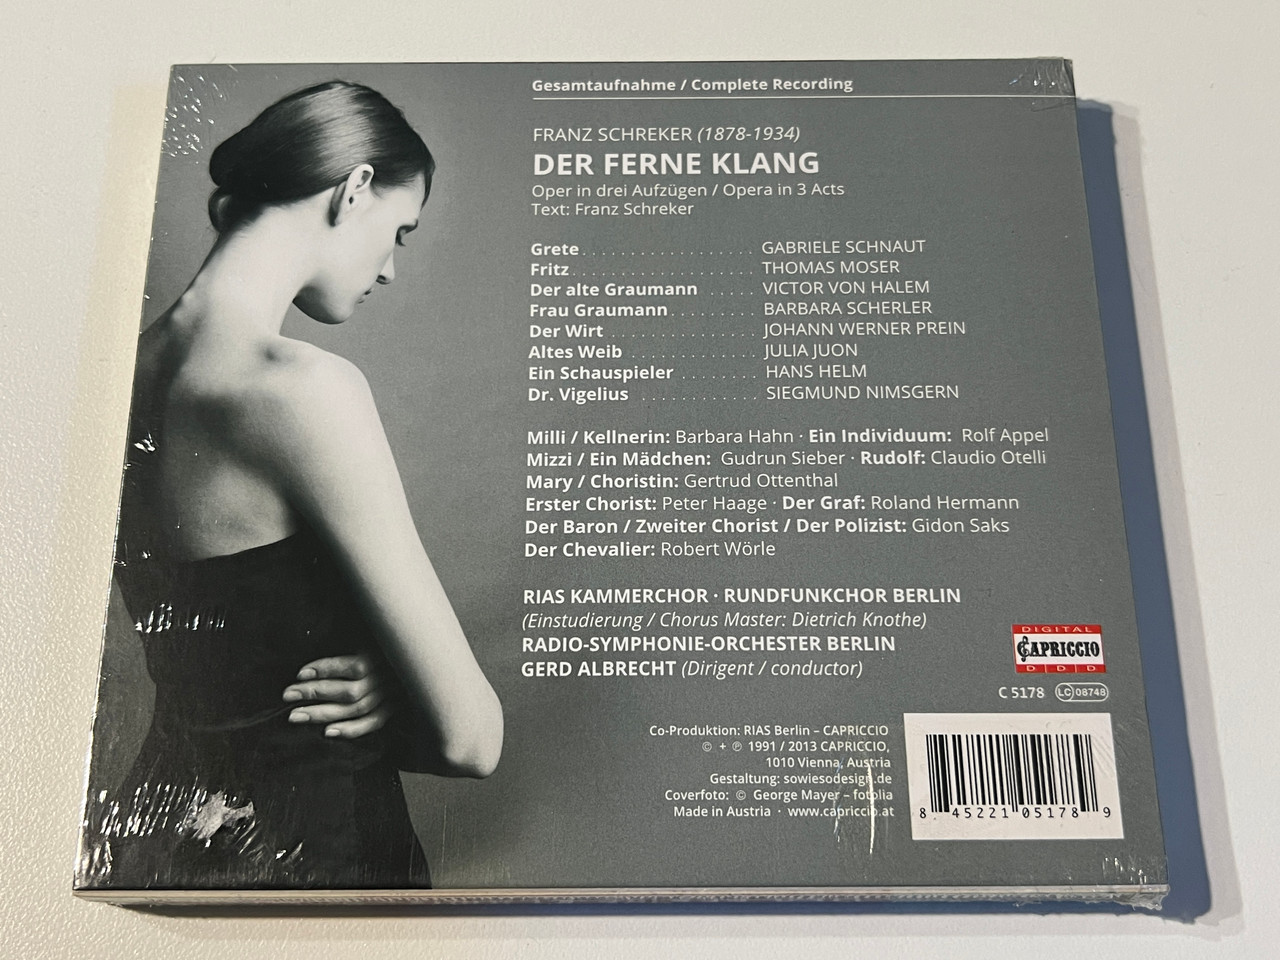 Gesamtaufnahme / Complete Recording
FRANZ SCHREKER (1878-1934)
DER FERNE KLANG
Oper in drei Aufzügen / Opera in 3 Acts
Text: Franz Schreker
Grete . . . . . . . . . . . . . . . . . . . GABRIELE SCHNAUT
Fritz . . . . . . . . . . . . . . . . . . . . THOMAS MOSER
Der alte Graumann . . . . . VICTOR VON HALEM
Frau Graumann . . . . . . . . . BARBARA SCHERLER
Der Wirt . . . . . . . . . . . . . . . . JOHANN WERNER PREIN
Altes Weib . . . . . . . . . . . . . . JULIA JUON
Ein Schauspieler . . . . . . . . HANS HELM
Dr. Vigelius . . . . . . . . . . . . . SIEGMUND NIMSGERN
Milli / Kellnerin: Barbara Hahn · Ein Individuum: Rolf Appel
Mizzi / Ein Mädchen: Gudrun Sieber · Rudolf: Claudio Otelli
Mary / Choristin: Gertrud Ottenthal
Erster Chorist: Peter Haage · Der Graf: Roland Hermann
Der Baron / Zweiter Chorist / Der Polizist: Gidon Saks
Der Chevalier: Robert Wörle
RIAS KAMMERCHOR · RUNDFUNKCHOR BERLIN
(Einstudierung / Chorus Master: Dietrich Knothe)
RADIO-SYMPHONIE-ORCHESTER BERLIN
GERD ALBRECHT (Dirigent / conductor)
DIGITAL
CAPRICCIO
D D D
C 5178 LC 08748
Co-Produktion: RIAS Berlin – CAPRICCIO
© + ℗ 1991 / 2013 CAPRICCIO,
1010 Vienna, Austria
Gestaltung: sowiesodesign.de
Coverfoto: © George Mayer – fotolia
Made in Austria · www.capriccio.at
8 45221 05178 9